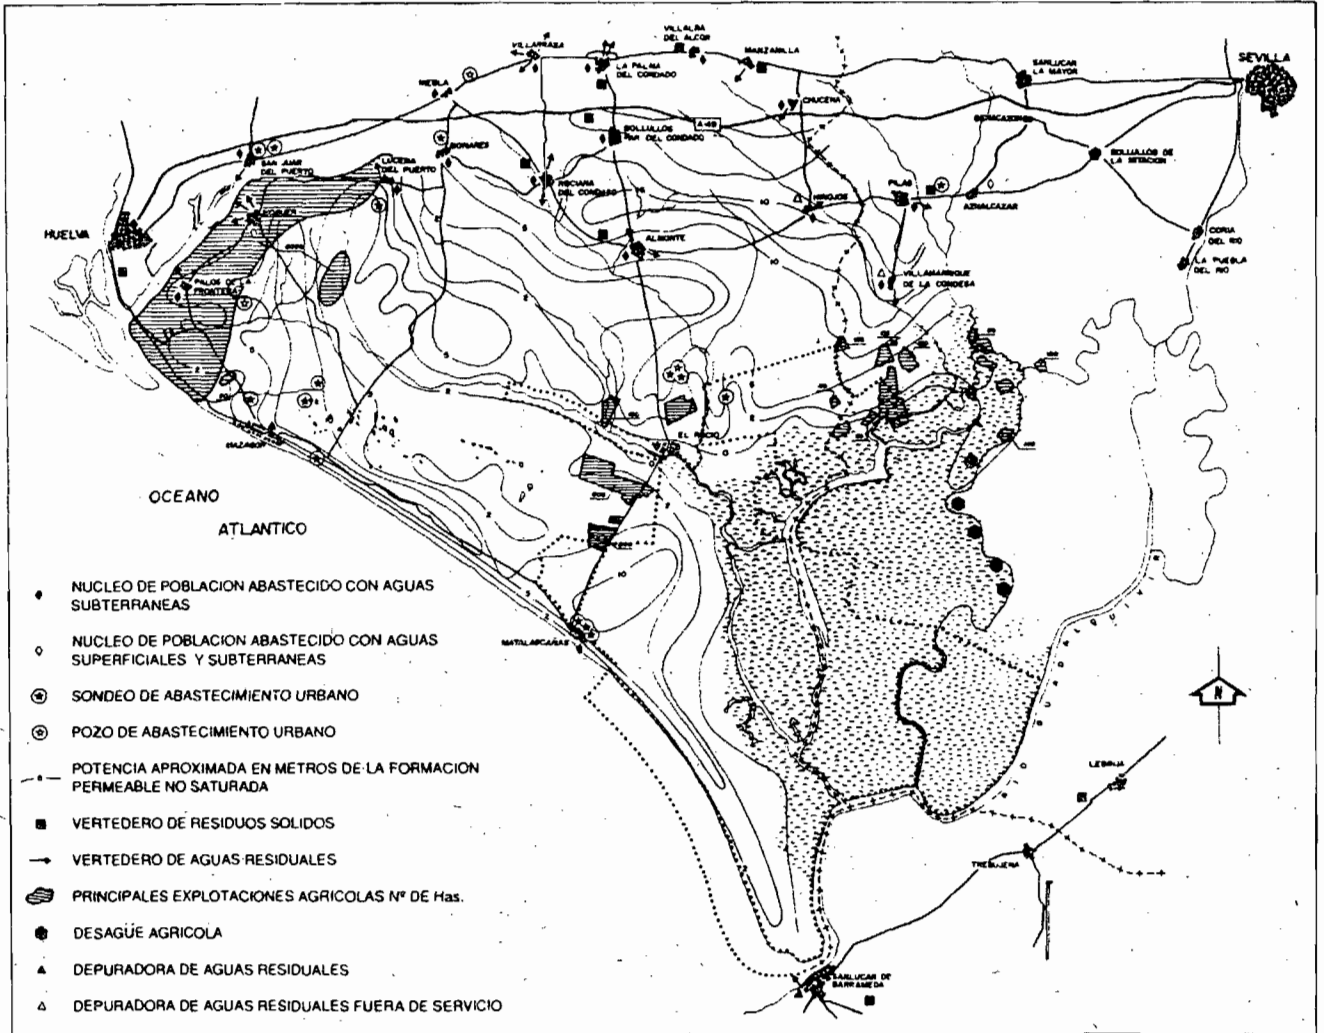 VILLARRASA
VILLALBA
DEL ALCOR
MANZANILLA
SEVILLA
LA PALMA
DEL CONDADO
SANLUCAR
LA MAYOR
NIEBLA
CHUCENA
A-49
BENACAZON
BOLLULLOS
PAR DEL CONDADO
BONARES
BOLLULLOS DE
LA MITACION
SAN JUAN
DEL PUERTO
LUCENA
DEL PUERTO
ROCIANA
DEL CONDADO
PILAS
HINOJOS
AZNALCAZAR
MOGUER
HUELVA
ALMONTE
CORIA
DEL RIO
LA PUEBLA
DEL RIO
PALOS DE LA
FRONTERA
VILLAMANRIQUE
DE LA CONDESA
MAZAGON
EL ROCIO
OCEANO
ATLANTICO
MATALASCAÑAS
RIO GUADALQUIVIR
N
LEBRIJA
TREBUJENA
SANLUCAR DE
BARRAMEDA
NUCLEO DE POBLACION ABASTECIDO CON AGUAS
SUBTERRANEAS
NUCLEO DE POBLACION ABASTECIDO CON AGUAS
SUPERFICIALES Y SUBTERRANEAS
SONDEO DE ABASTECIMIENTO URBANO
POZO DE ABASTECIMIENTO URBANO
POTENCIA APROXIMADA EN METROS DE LA FORMACION
PERMEABLE NO SATURADA
VERTEDERO DE RESIDUOS SOLIDOS
VERTEDERO DE AGUAS RESIDUALES
PRINCIPALES EXPLOTACIONES AGRICOLAS Nº DE Has.
DESAGÜE AGRICOLA
DEPURADORA DE AGUAS RESIDUALES
DEPURADORA DE AGUAS RESIDUALES FUERA DE SERVICIO